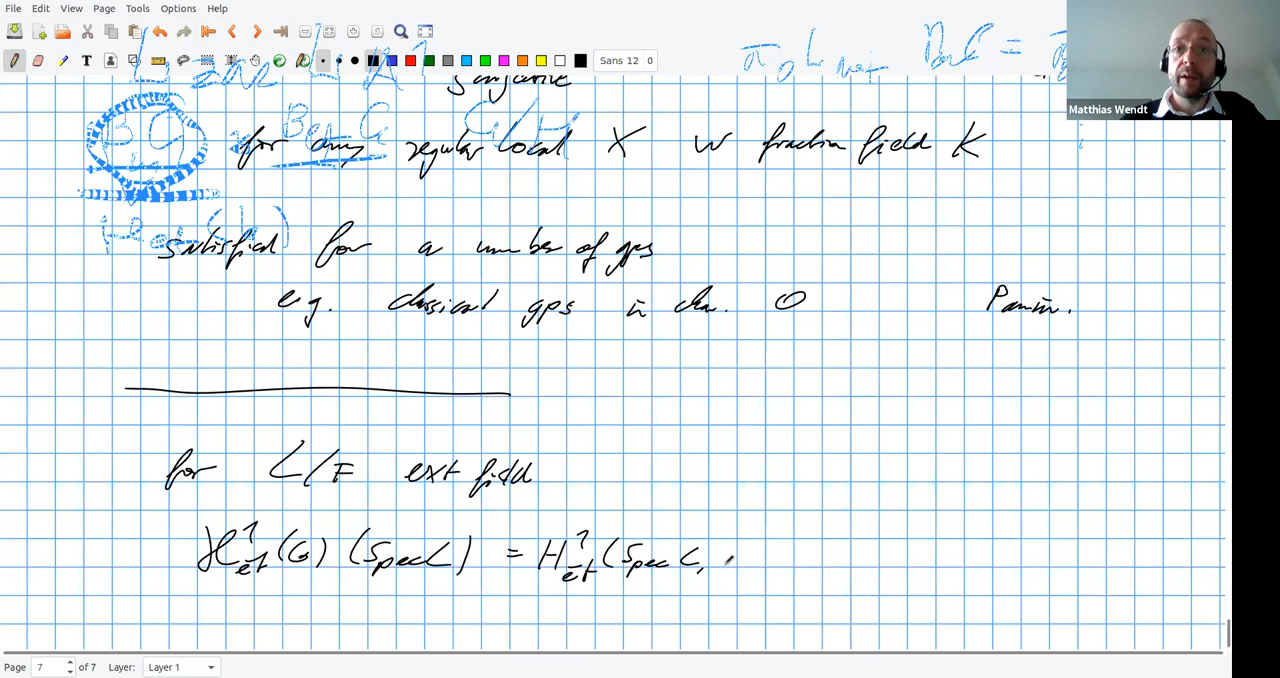 File Edit View Page Tools Options Help
T Sans 12 0
Matthias Wendt
for any regular local X w fraction field K
satisfied for a number of gps
e.g. classical gps in char. 0 Panin.
for L/F ext field
H¹ét(G) (Spec L) = H¹ét(Spec L,
Page 7 of 7 Layer: Layer 1